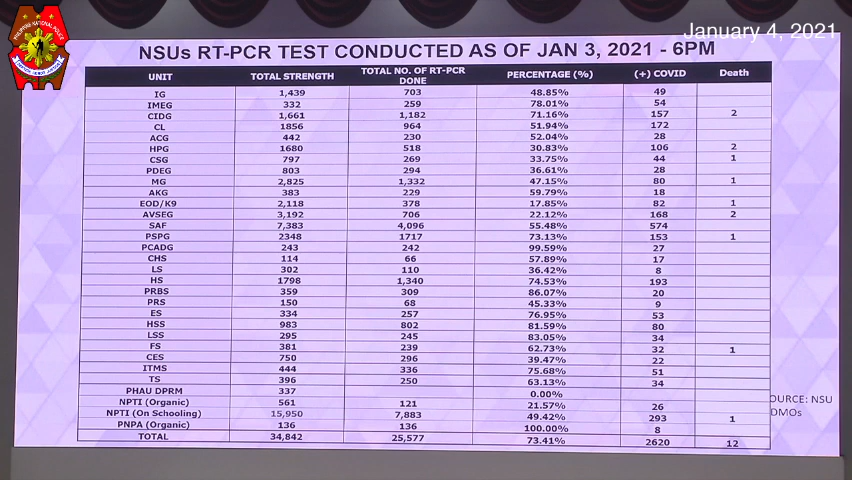 January 4, 2021
NSUs RT-PCR TEST CONDUCTED AS OF JAN 3, 2021 - 6PM
UNIT TOTAL STRENGTH TOTAL NO. OF RT-PCR DONE PERCENTAGE (%) (+) COVID Death
IG 1,439 703 48.85% 49
IMEG 332 259 78.01% 54
CIDG 1,661 1,182 71.16% 157 2
CL 1856 964 51.94% 172
ACG 442 230 52.04% 28
HPG 1680 518 30.83% 106 2
CSG 797 269 33.75% 44 1
PDEG 803 294 36.61% 28
MG 2,825 1,332 47.15% 80 1
AKG 383 229 59.79% 18
EOD/K9 2,118 378 17.85% 82 1
AVSEG 3,192 706 22.12% 168 2
SAF 7,383 4,096 55.48% 574
PSPG 2348 1717 73.13% 153 1
PCADG 243 242 99.59% 27
CHS 114 66 57.89% 17
LS 302 110 36.42% 8
HS 1798 1,340 74.53% 193
PRBS 359 309 86.07% 20
PRS 150 68 45.33% 9
ES 334 257 76.95% 53
HSS 983 802 81.59% 80
LSS 295 245 83.05% 34
FS 381 239 62.73% 32 1
CES 750 296 39.47% 22
ITMS 444 336 75.68% 51
TS 396 250 63.13% 34
PHAU DPRM 337 0.00%
NPTI (Organic) 561 121 21.57% 26
NPTI (On Schooling) 15,950 7,883 49.42% 293 1
PNPA (Organic) 136 136 100.00% 8
TOTAL 34,842 25,577 73.41% 2620 12
OURCE: NSU
DMOs